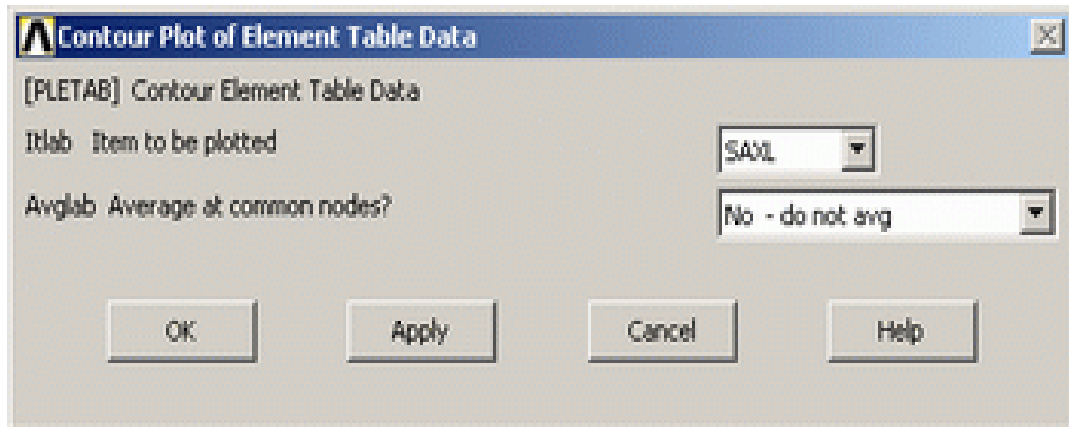 Contour Plot of Element Table Data
[PLETAB] Contour Element Table Data
Itlab Item to be plotted SAXL
Avglab Average at common nodes? No - do not avg
OK Apply Cancel Help